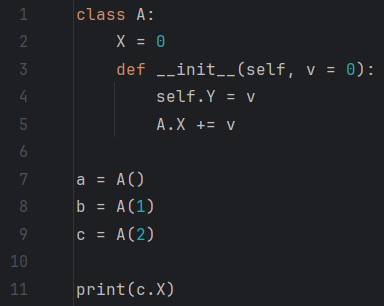 1 class A:
2     X = 0
3     def __init__(self, v = 0):
4         self.Y = v
5         A.X += v
6
7 a = A()
8 b = A(1)
9 c = A(2)
10
11 print(c.X)